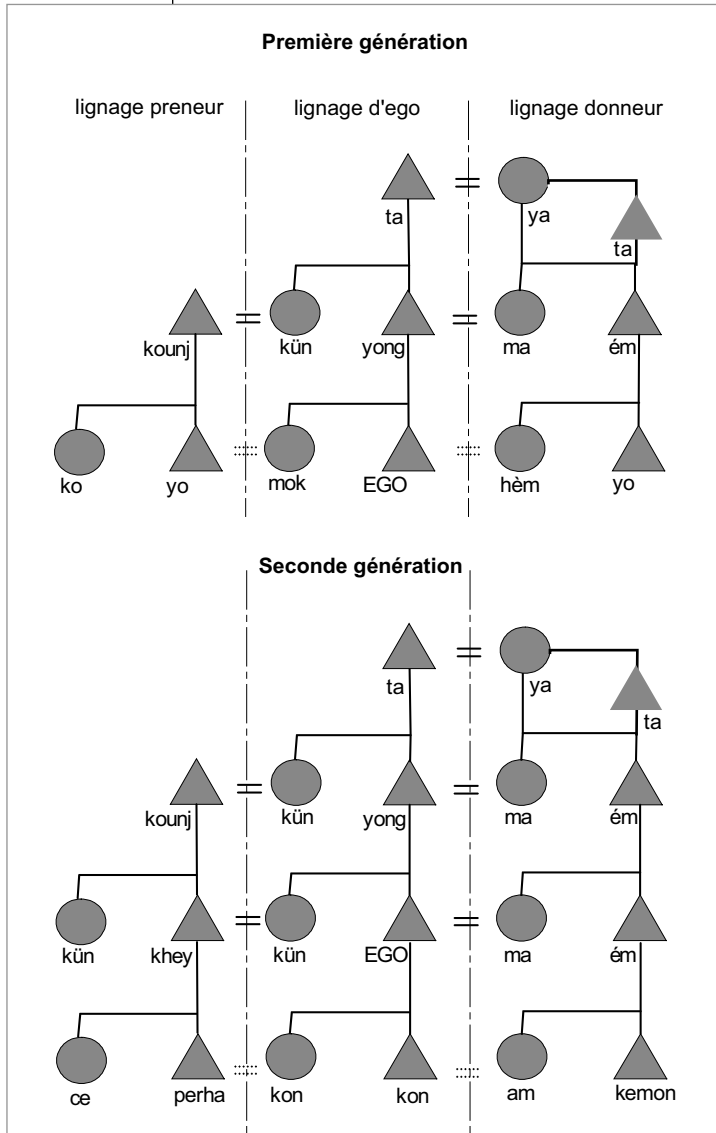 Première génération
lignage preneur lignage d'ego lignage donneur
= =
ta ya
ta
kounj kün yong ma ém
ko yo mok EGO hèm yo
Seconde génération
ta ya
ta
kounj kün yong ma ém
kün khey kün EGO ma ém
ce perha kon kon am kemon